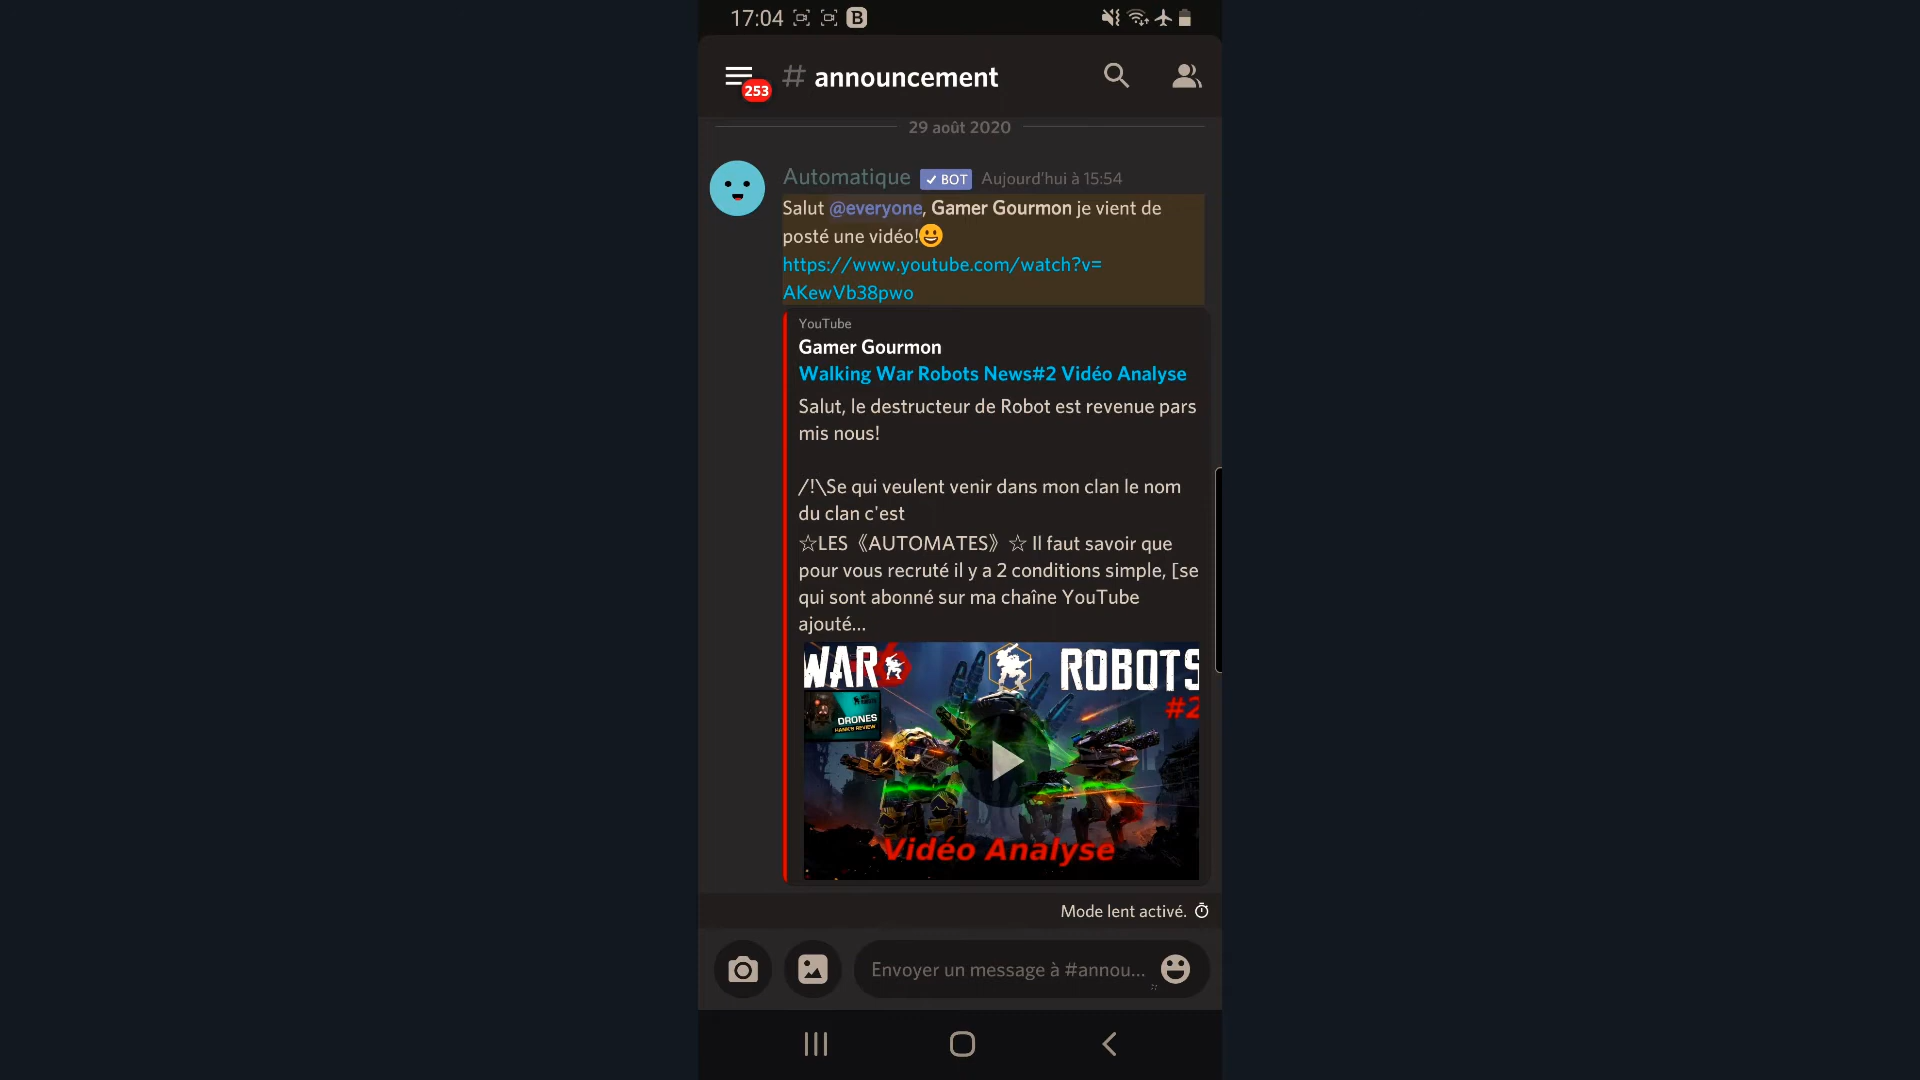 17:04
253
# announcement
29 août 2020
Automatique ✓ BOT Aujourd'hui à 15:54
Salut @everyone, Gamer Gourmon je vient de
posté une vidéo!😀
https://www.youtube.com/watch?v=
AKewVb38pwo
YouTube
Gamer Gourmon
Walking War Robots News#2 Vidéo Analyse
Salut, le destructeur de Robot est revenue pars
mis nous!
/!\Se qui veulent venir dans mon clan le nom
du clan c'est
☆LES《AUTOMATES》☆ Il faut savoir que
pour vous recruté il y a 2 conditions simple, [se
qui sont abonné sur ma chaîne YouTube
ajouté...
WAR ROBOTS
#2
DRONES
HANK'S REVIEW
Vidéo Analyse
Mode lent activé.
Envoyer un message à #annou...